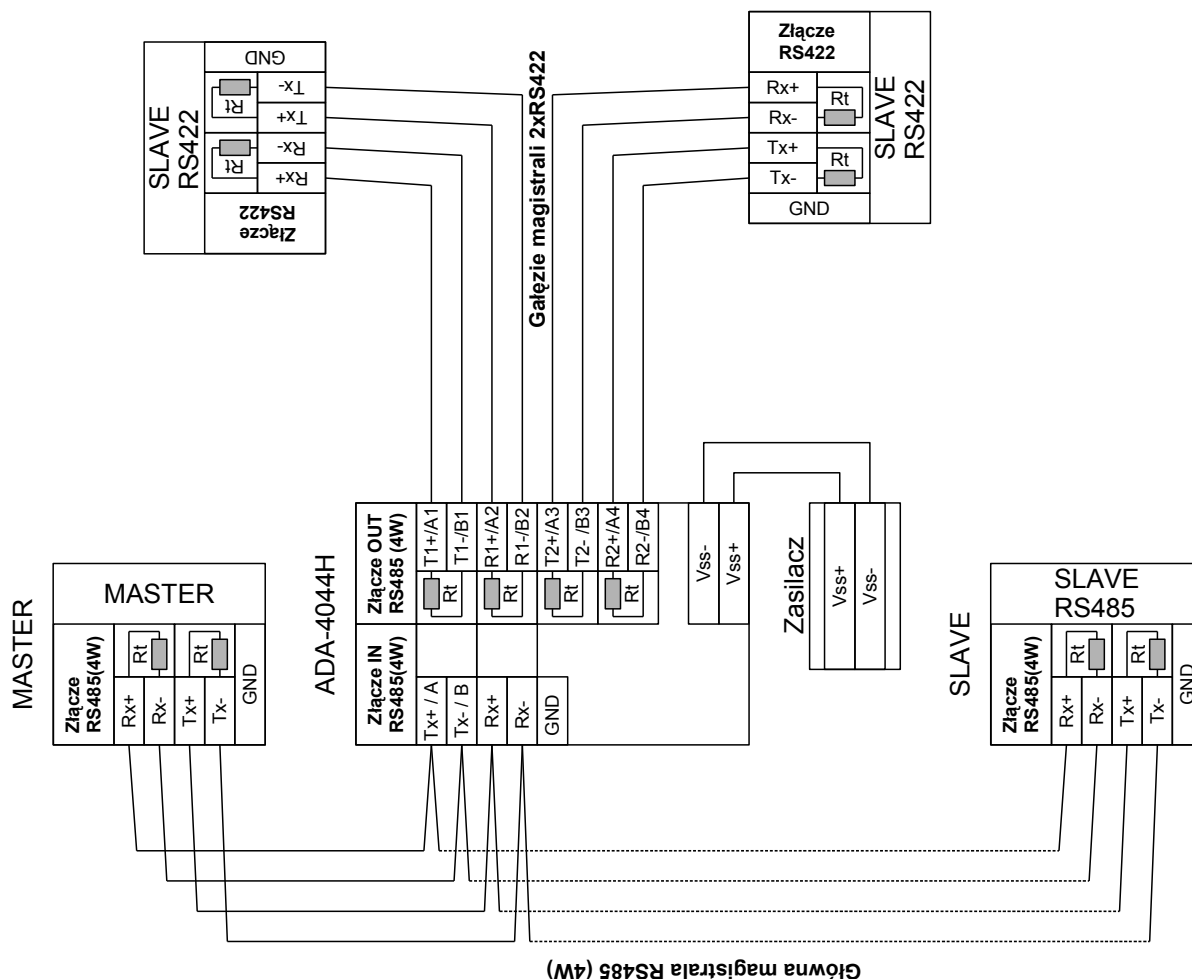 SLAVE
RS422
GND
Tx-
Tx+
Rx-
Rx+
Rt
Rt
Złącze
RS422
Gałęzie magistrali 2xRS422
Złącze
RS422
Rx+
Rx-
Tx+
Tx-
GND
Rt
Rt
SLAVE
RS422
MASTER
MASTER
Złącze
RS485(4W)
Rx+
Rx-
Tx+
Tx-
GND
Rt
Rt
ADA-4044H
Złącze OUT
RS485 (4W)
T1+/A1
T1-/B1
R1+/A2
R1-/B2
T2+/A3
T2- /B3
R2+/A4
R2-/B4
Rt
Rt
Rt
Rt
Złącze IN
RS485(4W)
Tx+ / A
Tx- / B
Rx+
Rx-
GND
Vss-
Vss+
Zasilacz
Vss+
Vss-
SLAVE
SLAVE
RS485
Złącze
RS485(4W)
Rx+
Rx-
Tx+
Tx-
GND
Rt
Rt
Główna magistrala RS485 (4W)